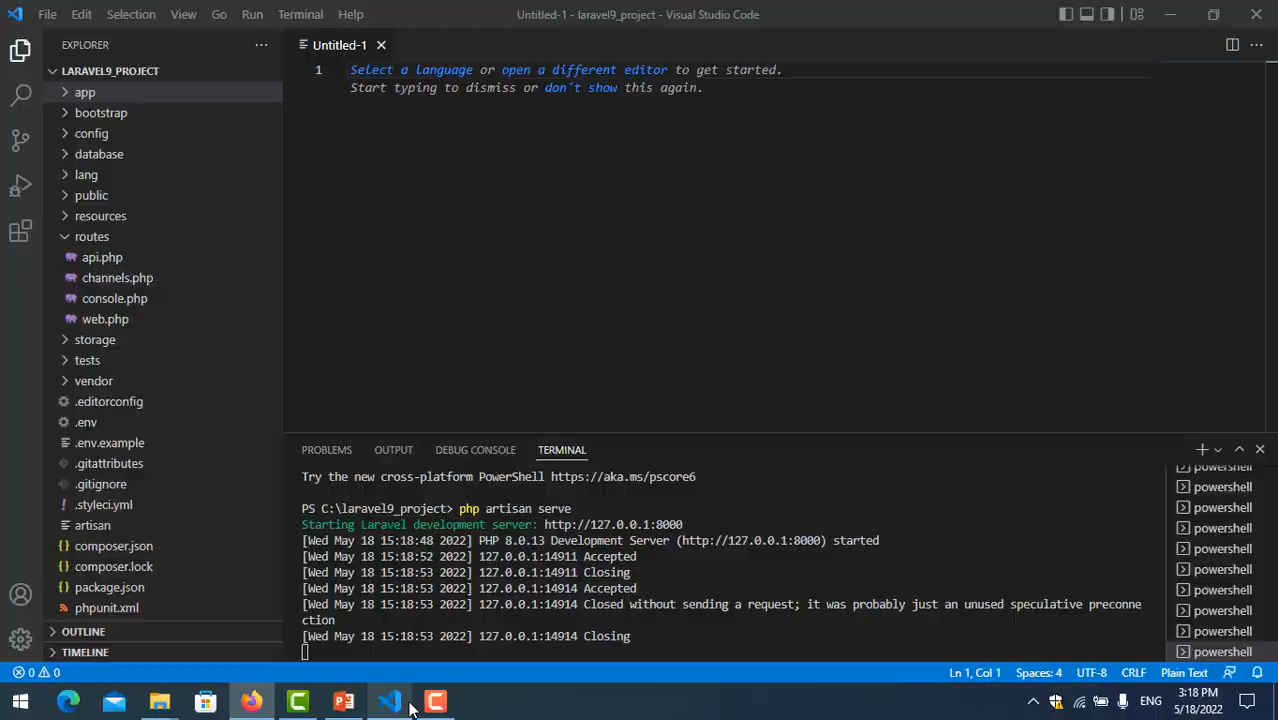 File Edit Selection View Go Run Terminal Help Untitled-1 - laravel9_project - Visual Studio Code
EXPLORER
Untitled-1
LARAVEL9_PROJECT
app
bootstrap
config
database
lang
public
resources
routes
api.php
channels.php
console.php
web.php
storage
tests
vendor
.editorconfig
.env
.env.example
.gitattributes
.gitignore
.styleci.yml
artisan
composer.json
composer.lock
package.json
phpunit.xml
OUTLINE
TIMELINE
1 Select a language or open a different editor to get started.
Start typing to dismiss or don't show this again.
PROBLEMS OUTPUT DEBUG CONSOLE TERMINAL
Try the new cross-platform PowerShell https://aka.ms/pscore6
PS C:\laravel9_project> php artisan serve
Starting Laravel development server: http://127.0.0.1:8000
[Wed May 18 15:18:48 2022] PHP 8.0.13 Development Server (http://127.0.0.1:8000) started
[Wed May 18 15:18:52 2022] 127.0.0.1:14911 Accepted
[Wed May 18 15:18:53 2022] 127.0.0.1:14911 Closing
[Wed May 18 15:18:53 2022] 127.0.0.1:14914 Accepted
[Wed May 18 15:18:53 2022] 127.0.0.1:14914 Closed without sending a request; it was probably just an unused speculative preconne
ction
[Wed May 18 15:18:53 2022] 127.0.0.1:14914 Closing
powershell
powershell
powershell
powershell
powershell
powershell
powershell
powershell
powershell
powershell
0 0 Ln 1, Col 1 Spaces: 4 UTF-8 CRLF Plain Text
ENG
3:18 PM
5/18/2022